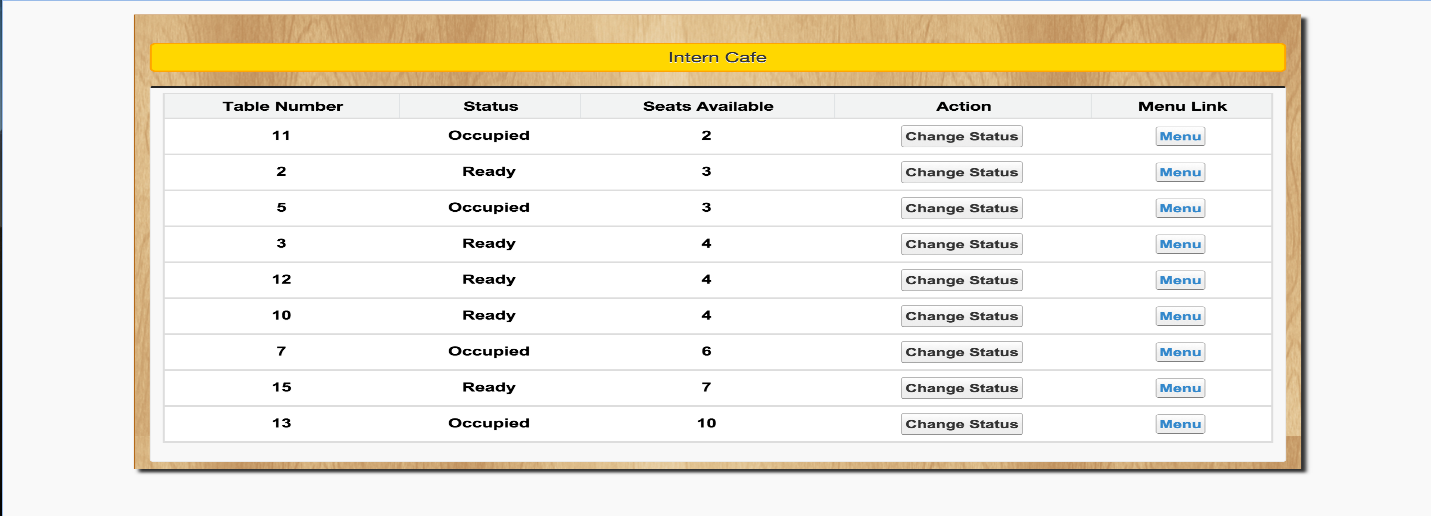 Intern Cafe
Table Number Status Seats Available Action Menu Link
11 Occupied 2 Change Status Menu
2 Ready 3 Change Status Menu
5 Occupied 3 Change Status Menu
3 Ready 4 Change Status Menu
12 Ready 4 Change Status Menu
10 Ready 4 Change Status Menu
7 Occupied 6 Change Status Menu
15 Ready 7 Change Status Menu
13 Occupied 10 Change Status Menu